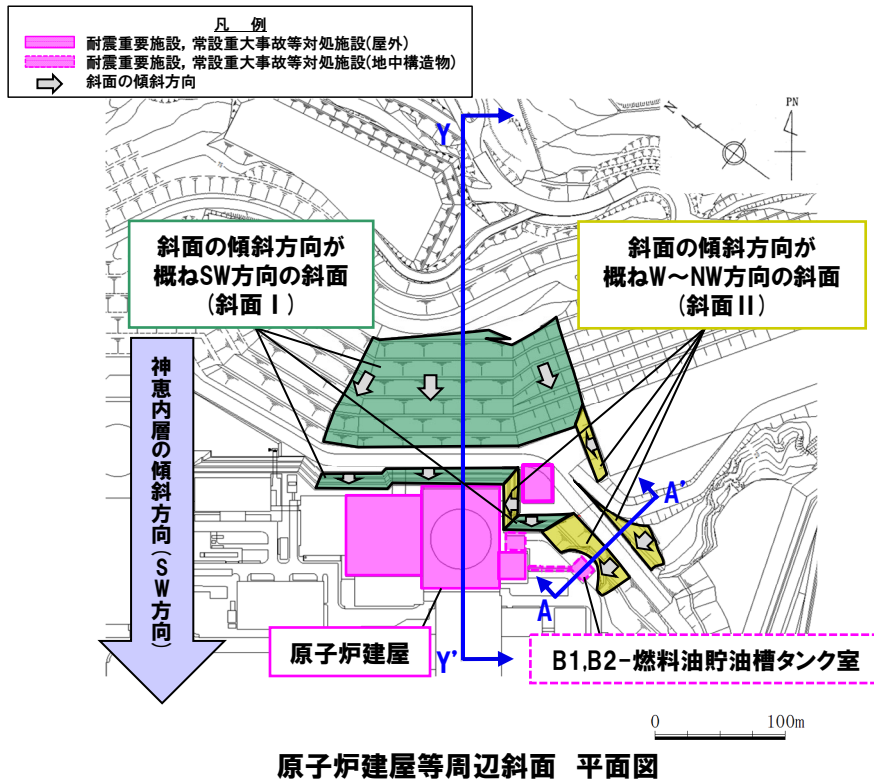 凡　例
耐震重要施設，常設重大事故等対処施設(屋外)
耐震重要施設，常設重大事故等対処施設(地中構造物)
斜面の傾斜方向
N
PN
Y
斜面の傾斜方向が
概ねSW方向の斜面
(斜面Ⅰ)
斜面の傾斜方向が
概ねW～NW方向の斜面
(斜面II)
神恵内層の傾斜方向(SW方向)
A'
A
原子炉建屋
Y'
B1,B2-燃料油貯油槽タンク室
0 100m
原子炉建屋等周辺斜面　平面図